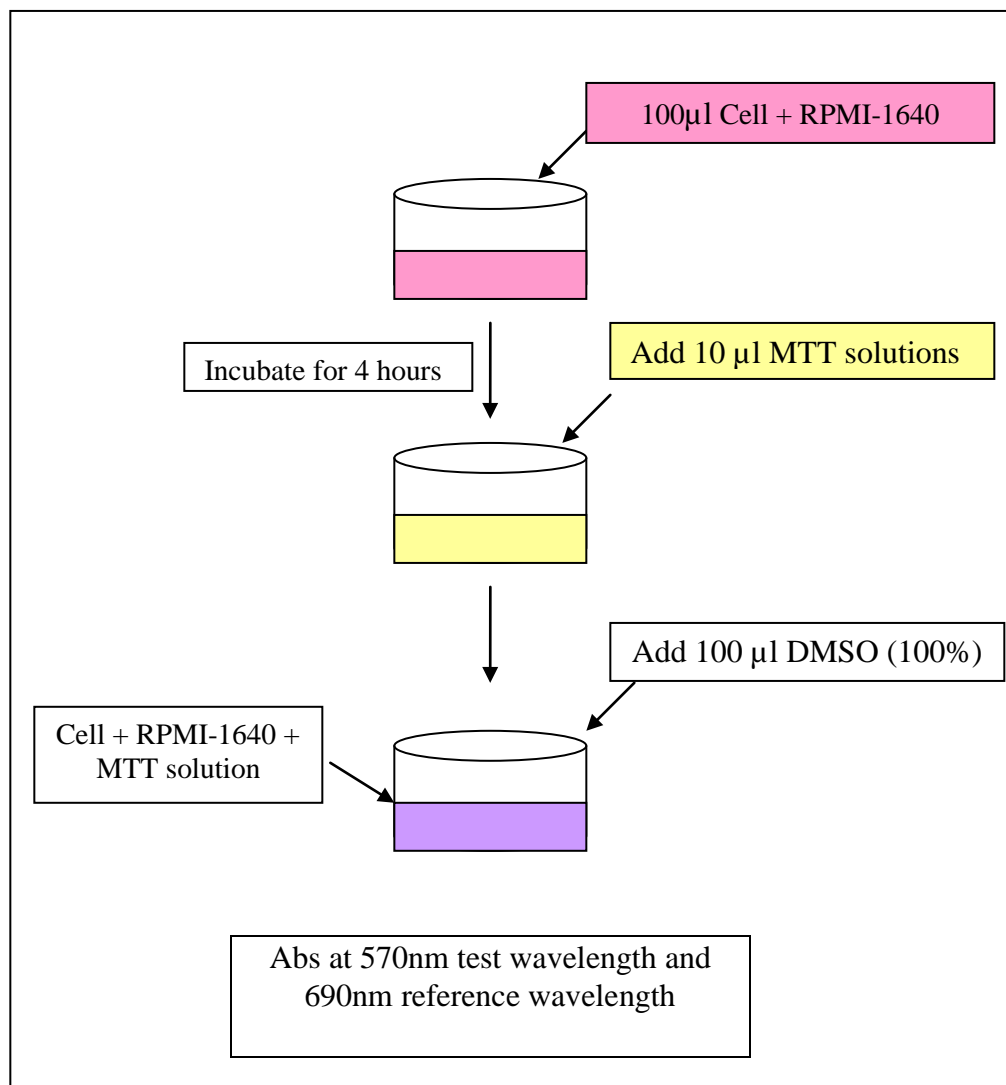 100µl Cell + RPMI-1640
Incubate for 4 hours
Add 10 µl MTT solutions
Add 100 µl DMSO (100%)
Cell + RPMI-1640 +
MTT solution
Abs at 570nm test wavelength and
690nm reference wavelength